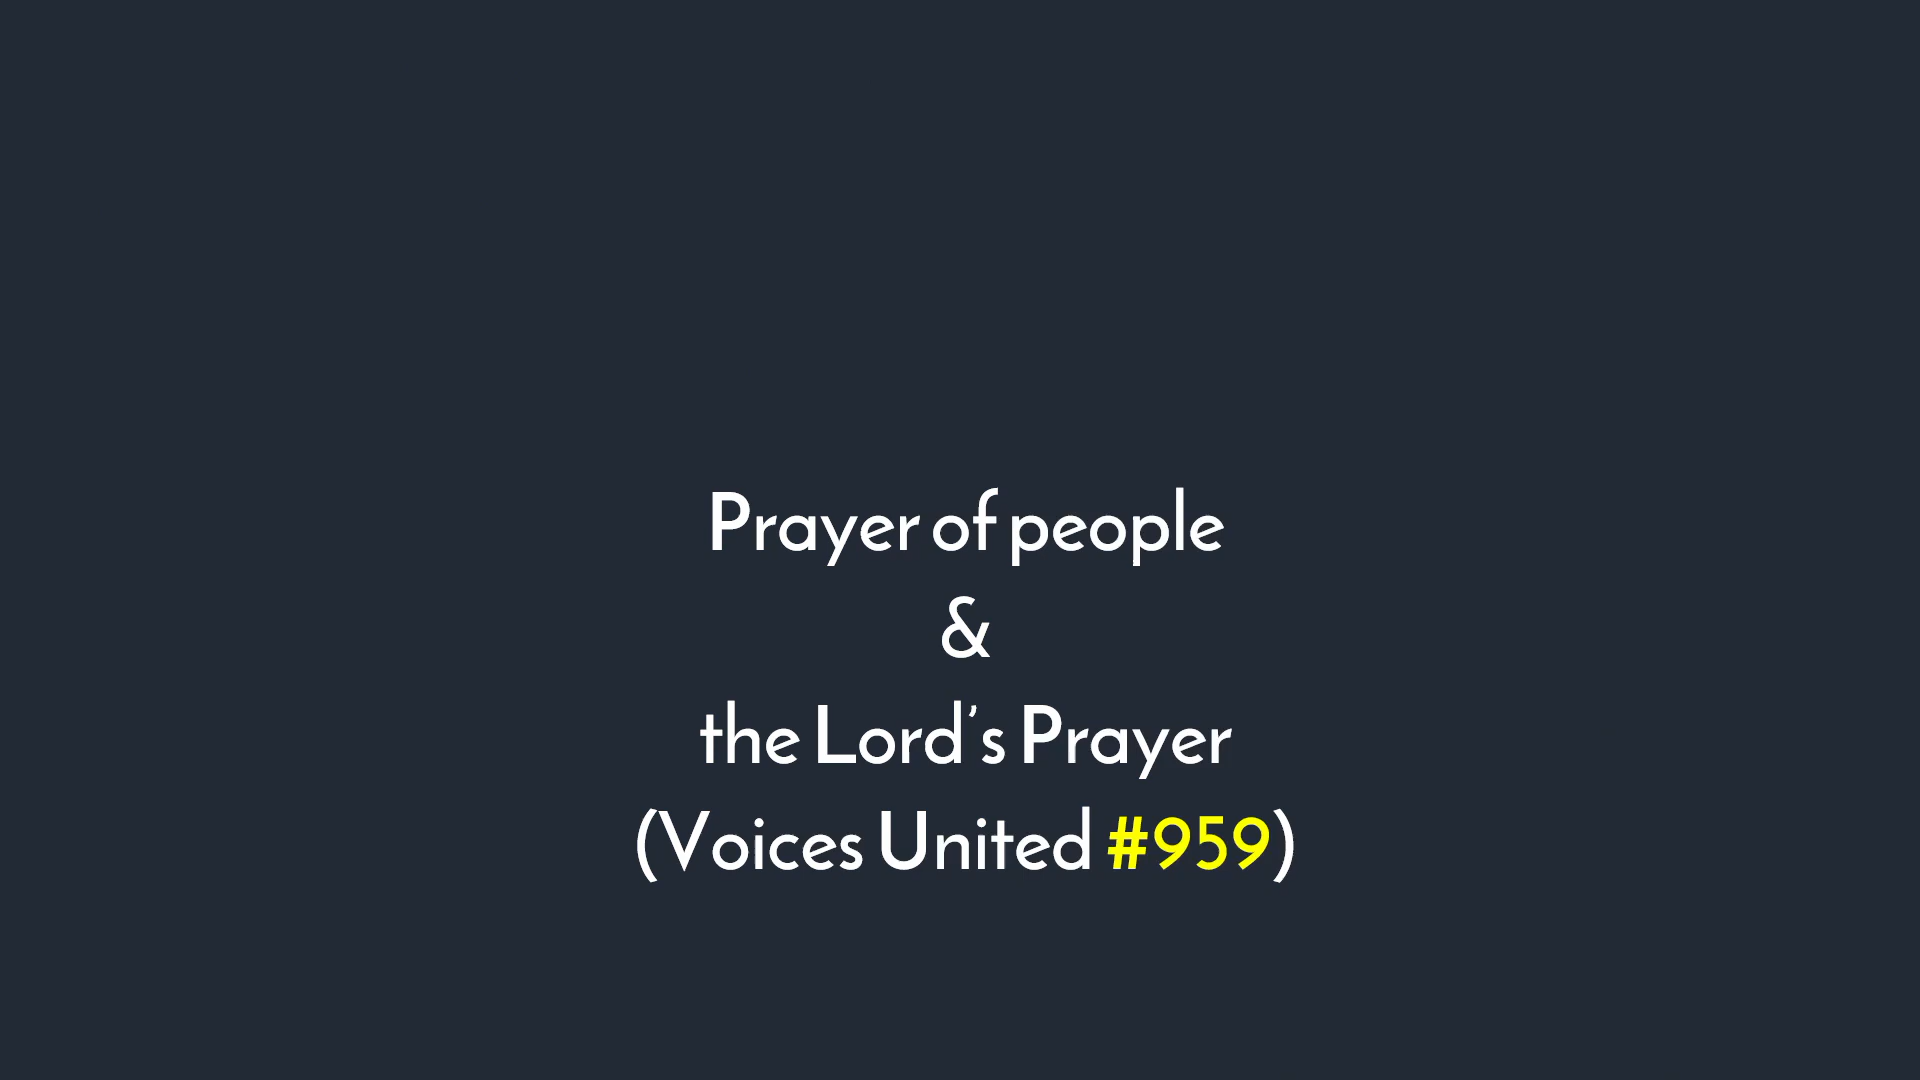 Prayer of people
&
the Lord’s Prayer
(Voices United #959)